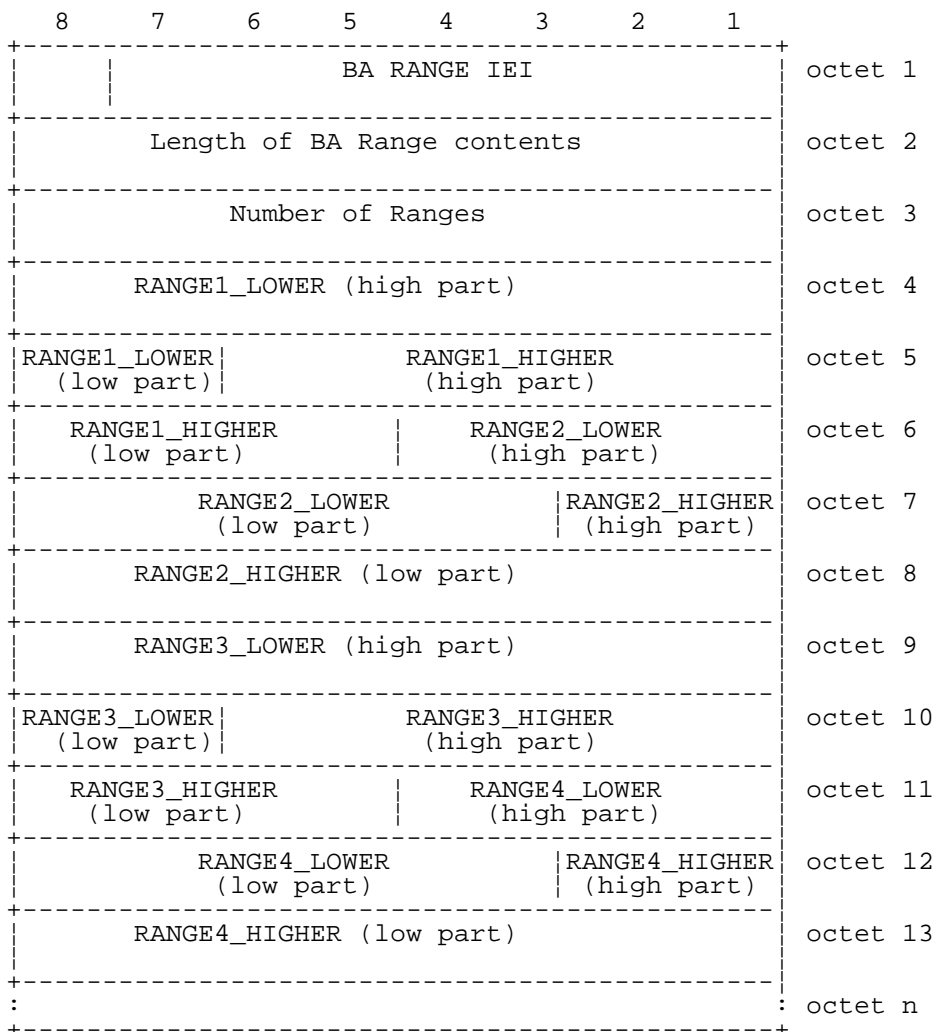 8 7 6 5 4 3 2 1
BA RANGE IEI octet 1
Length of BA Range contents octet 2
Number of Ranges octet 3
RANGE1_LOWER (high part) octet 4
RANGE1_LOWER RANGE1_HIGHER octet 5
(low part) (high part)
RANGE1_HIGHER RANGE2_LOWER octet 6
(low part) (high part)
RANGE2_LOWER RANGE2_HIGHER octet 7
(low part) (high part)
RANGE2_HIGHER (low part) octet 8
RANGE3_LOWER (high part) octet 9
RANGE3_LOWER RANGE3_HIGHER octet 10
(low part) (high part)
RANGE3_HIGHER RANGE4_LOWER octet 11
(low part) (high part)
RANGE4_LOWER RANGE4_HIGHER octet 12
(low part) (high part)
RANGE4_HIGHER (low part) octet 13
: : octet n